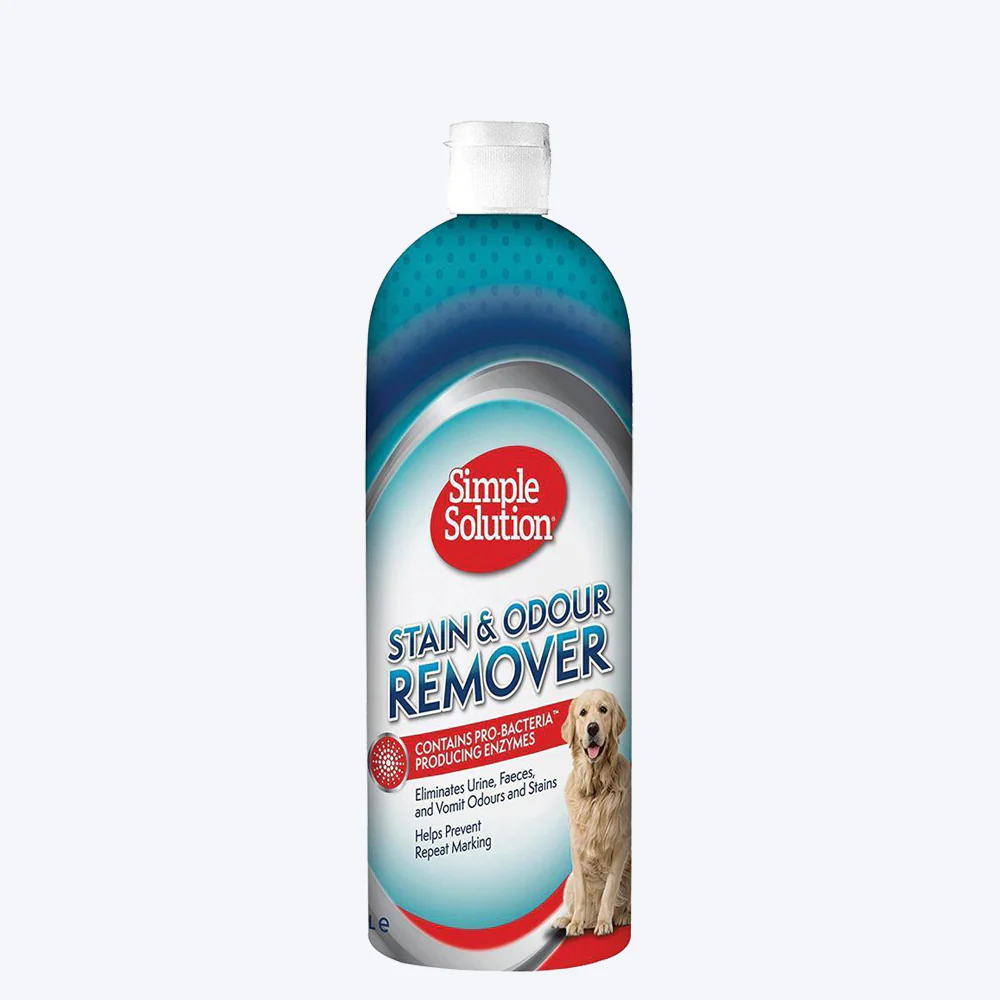 Simple
Solution®
STAIN & ODOUR
REMOVER
CONTAINS PRO-BACTERIA™
PRODUCING ENZYMES
Eliminates Urine, Faeces,
and Vomit Odours and Stains
Helps Prevent
Repeat Marking
L e